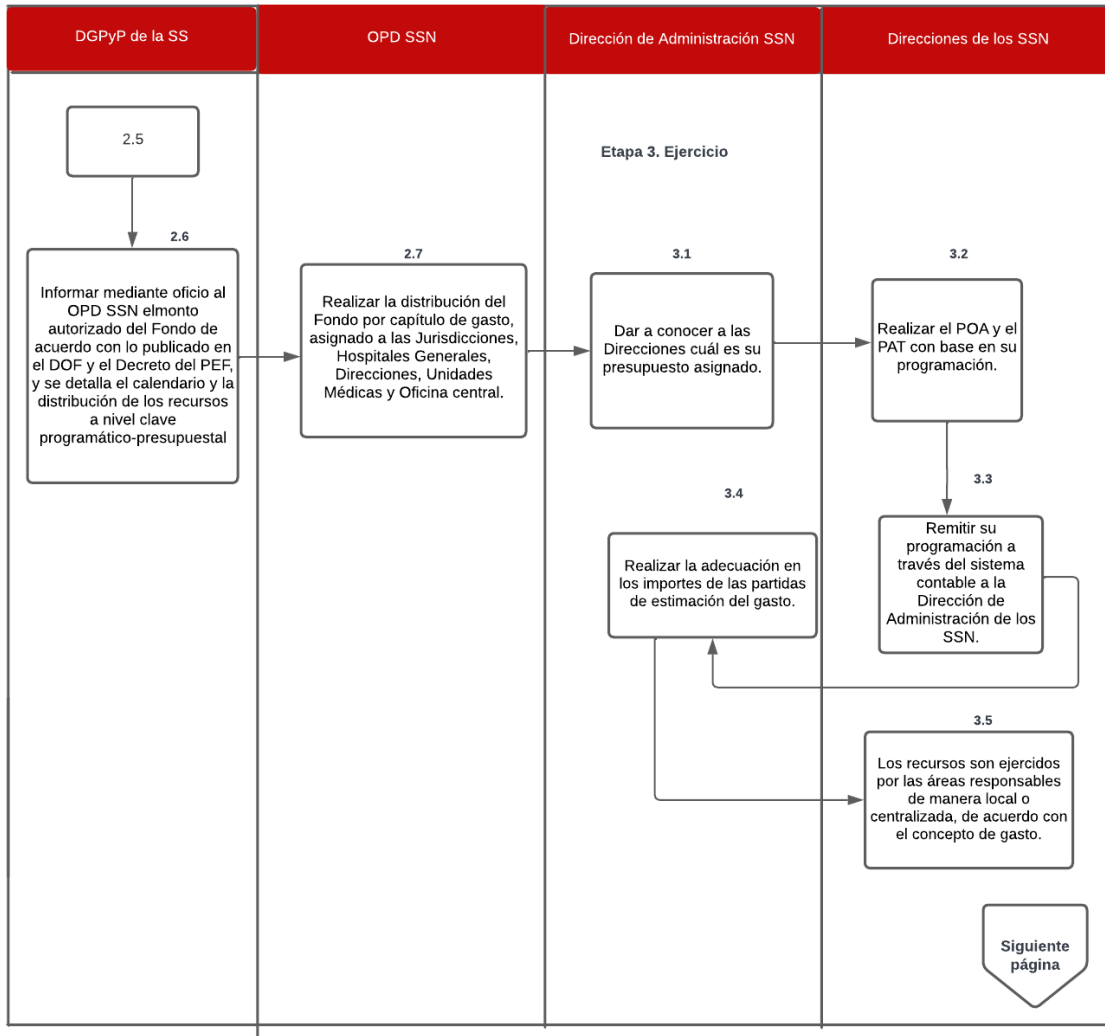 DGPyP de la SS
OPD SSN
Dirección de Administración SSN
Direcciones de los SSN
2.5
Etapa 3. Ejercicio
2.6
Informar mediante oficio al
OPD SSN elmonto
autorizado del Fondo de
acuerdo con lo publicado en
el DOF y el Decreto del PEF,
y se detalla el calendario y la
distribución de los recursos
a nivel clave
programático-presupuestal
2.7
Realizar la distribución del
Fondo por capítulo de gasto,
asignado a las Jurisdicciones,
Hospitales Generales,
Direcciones, Unidades
Médicas y Oficina central.
3.1
Dar a conocer a las
Direcciones cuál es su
presupuesto asignado.
3.2
Realizar el POA y el
PAT con base en su
programación.
3.3
Remitir su
programación a
través del sistema
contable a la
Dirección de
Administración de los
SSN.
3.4
Realizar la adecuación en
los importes de las partidas
de estimación del gasto.
3.5
Los recursos son ejercidos
por las áreas responsables
de manera local o
centralizada, de acuerdo con
el concepto de gasto.
Siguiente
página